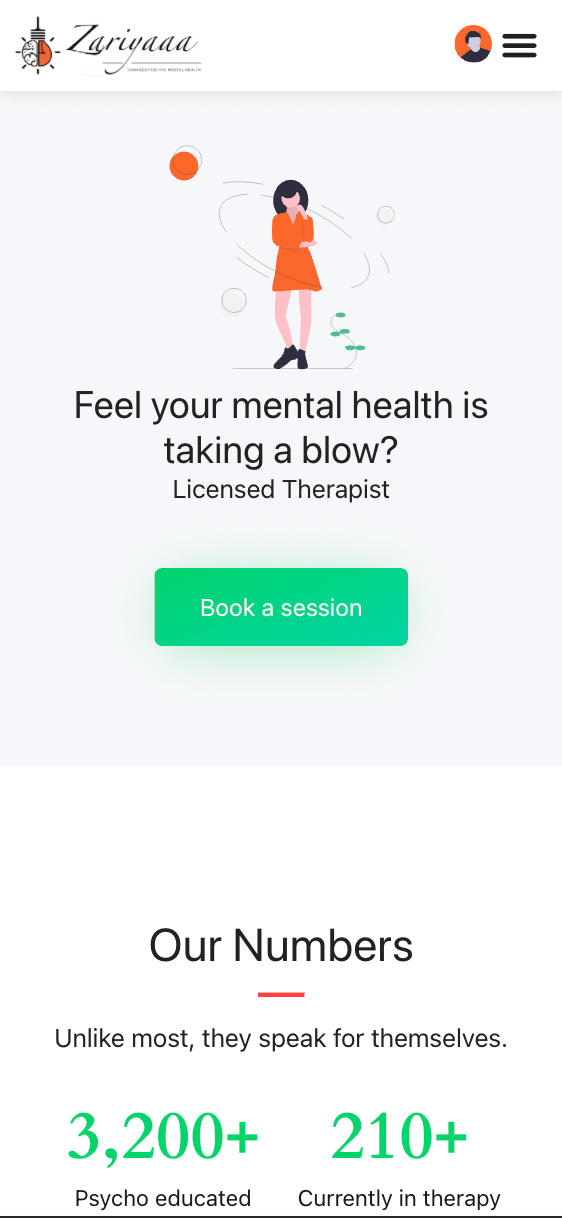 Zariyaaa
TOWARDS POSITIVE MENTAL HEALTH
Feel your mental health is
taking a blow?
Licensed Therapist
Book a session
Our Numbers
Unlike most, they speak for themselves.
3,200+ 210+
Psycho educated Currently in therapy